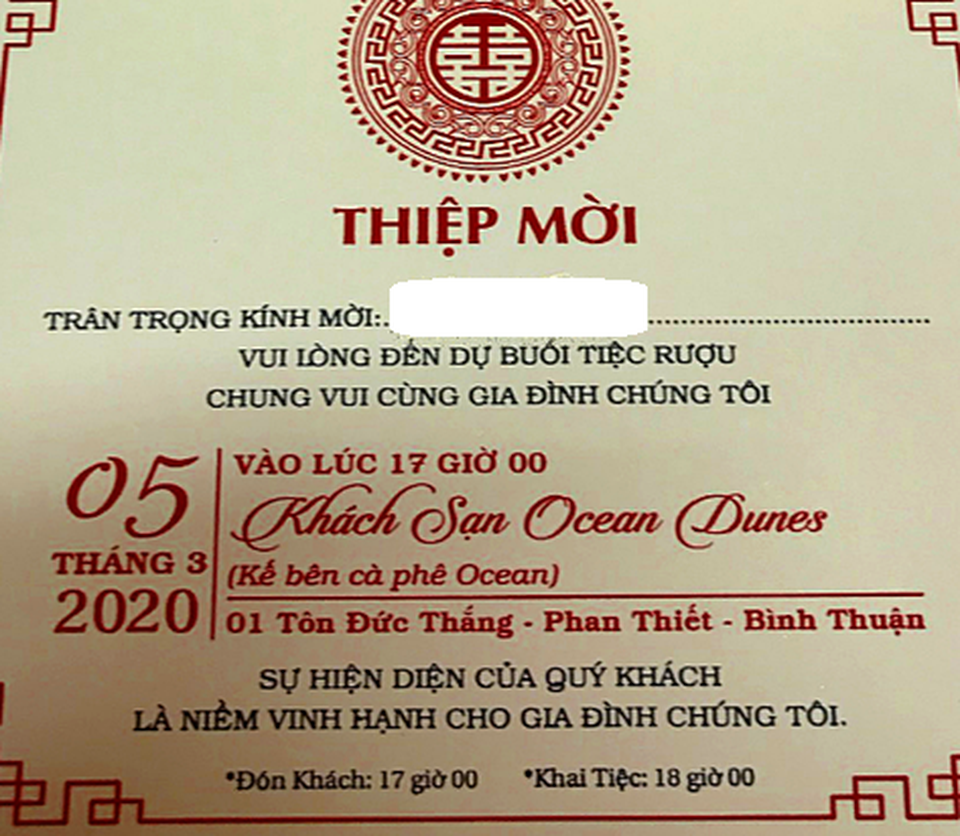 囍
THIỆP MỜI
TRÂN TRỌNG KÍNH MỜI:
VUI LÒNG ĐẾN DỰ BUỔI TIỆC RƯỢU
CHUNG VUI CÙNG GIA ĐÌNH CHÚNG TÔI
05
THÁNG 3
2020
VÀO LÚC 17 GIỜ 00
Khách Sạn Ocean Dunes
(Kế bên cà phê Ocean)
01 Tôn Đức Thắng - Phan Thiết - Bình Thuận
SỰ HIỆN DIỆN CỦA QUÝ KHÁCH
LÀ NIỀM VINH HẠNH CHO GIA ĐÌNH CHÚNG TÔI.
*Đón Khách: 17 giờ 00 *Khai Tiệc: 18 giờ 00